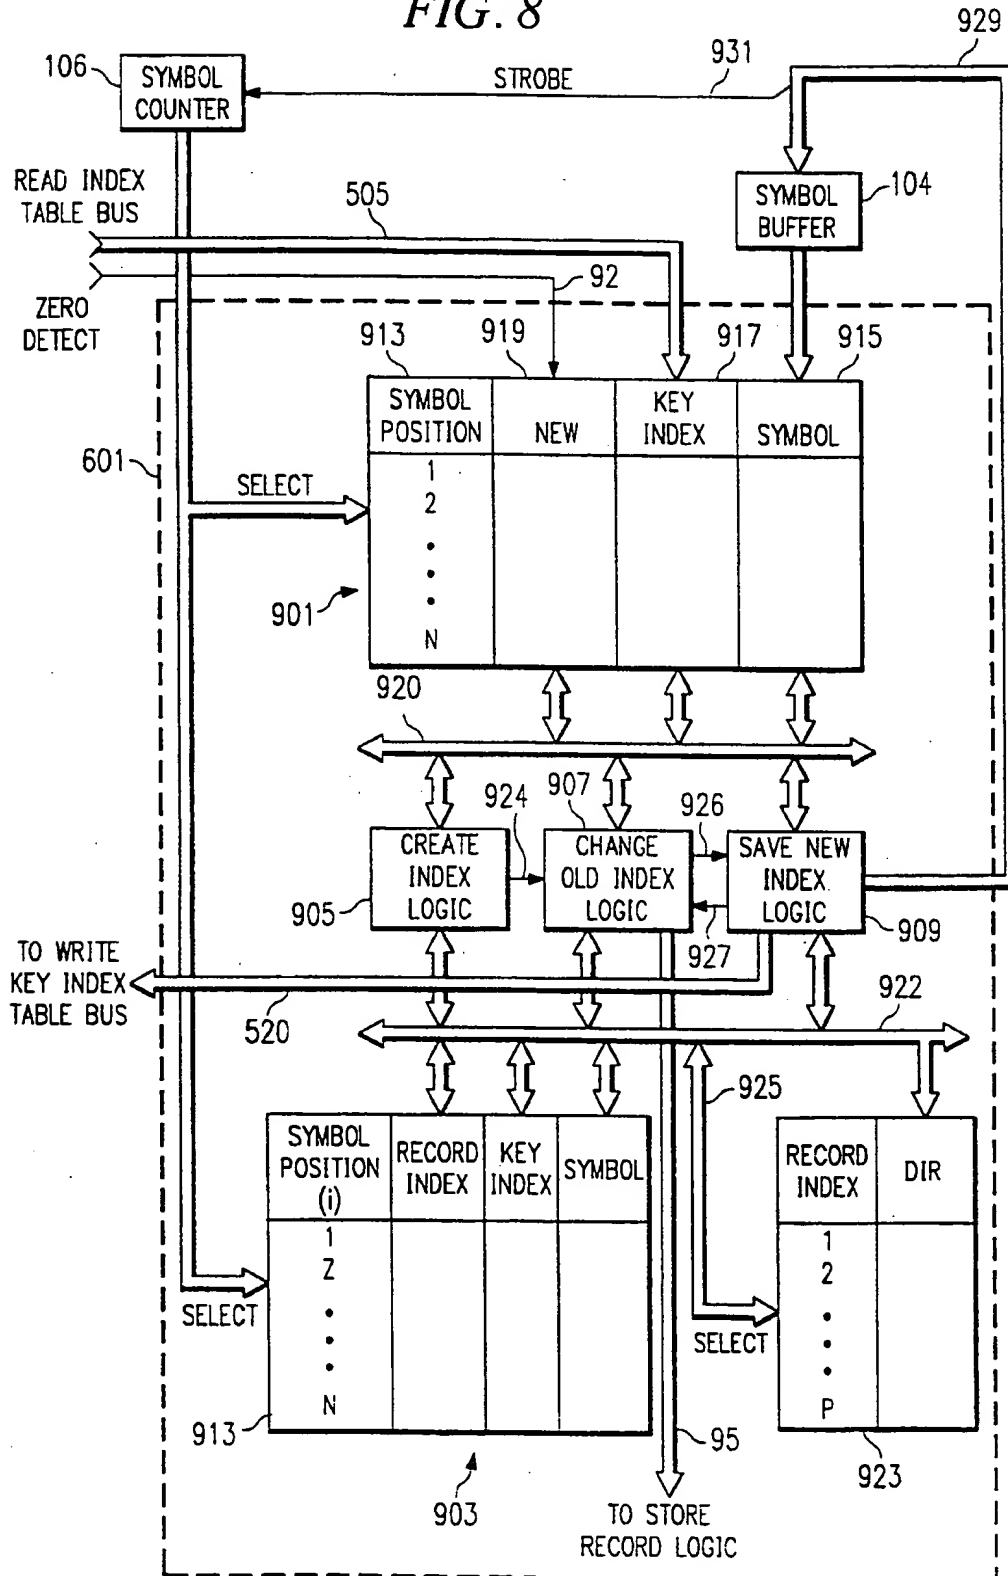 FIG. 8
929
106
SYMBOL
COUNTER
STROBE
931
READ INDEX
TABLE BUS
505
SYMBOL
BUFFER
104
ZERO
DETECT
92
913
919
917
915
SYMBOL
POSITION
NEW
KEY
INDEX
SYMBOL
601
SELECT
1
2
N
901
920
907
924
926
CREATE
INDEX
LOGIC
CHANGE
OLD INDEX
LOGIC
SAVE NEW
INDEX
LOGIC
905
927
909
TO WRITE
KEY INDEX
TABLE BUS
520
922
925
SYMBOL
POSITION
(i)
RECORD
INDEX
KEY
INDEX
SYMBOL
RECORD
INDEX
DIR
1
Z
N
1
2
P
SELECT
SELECT
913
95
923
903
TO STORE
RECORD LOGIC